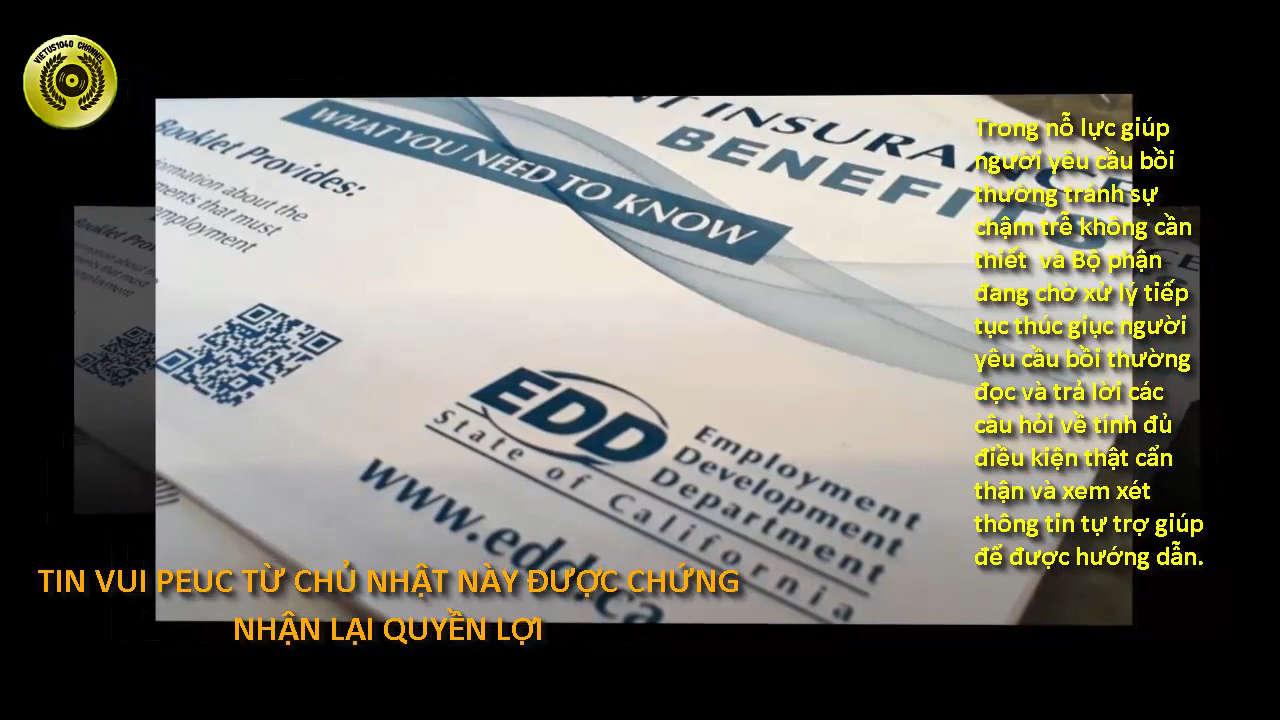 VIETUS1040 CHANNEL
Booklet Provides:
about the
ments that must
employment
WHAT YOU NEED TO KNOW
INSURANCE
BENEFITS
EDD
State of California
Employment
Development
Department
www.edd.ca
Trong nỗ lực giúp
người yêu cầu bồi
thường tránh sự
chậm trễ không cần
thiết và Bộ phận
đang chờ xử lý tiếp
tục thúc giục người
yêu cầu bồi thường
đọc và trả lời các
câu hỏi về tính đủ
điều kiện thật cẩn
thận và xem xét
thông tin tự trợ giúp
để được hướng dẫn.
TIN VUI PEUC TỪ CHỦ NHẬT NÀY ĐƯỢC CHỨNG
NHẬN LẠI QUYỀN LỢI